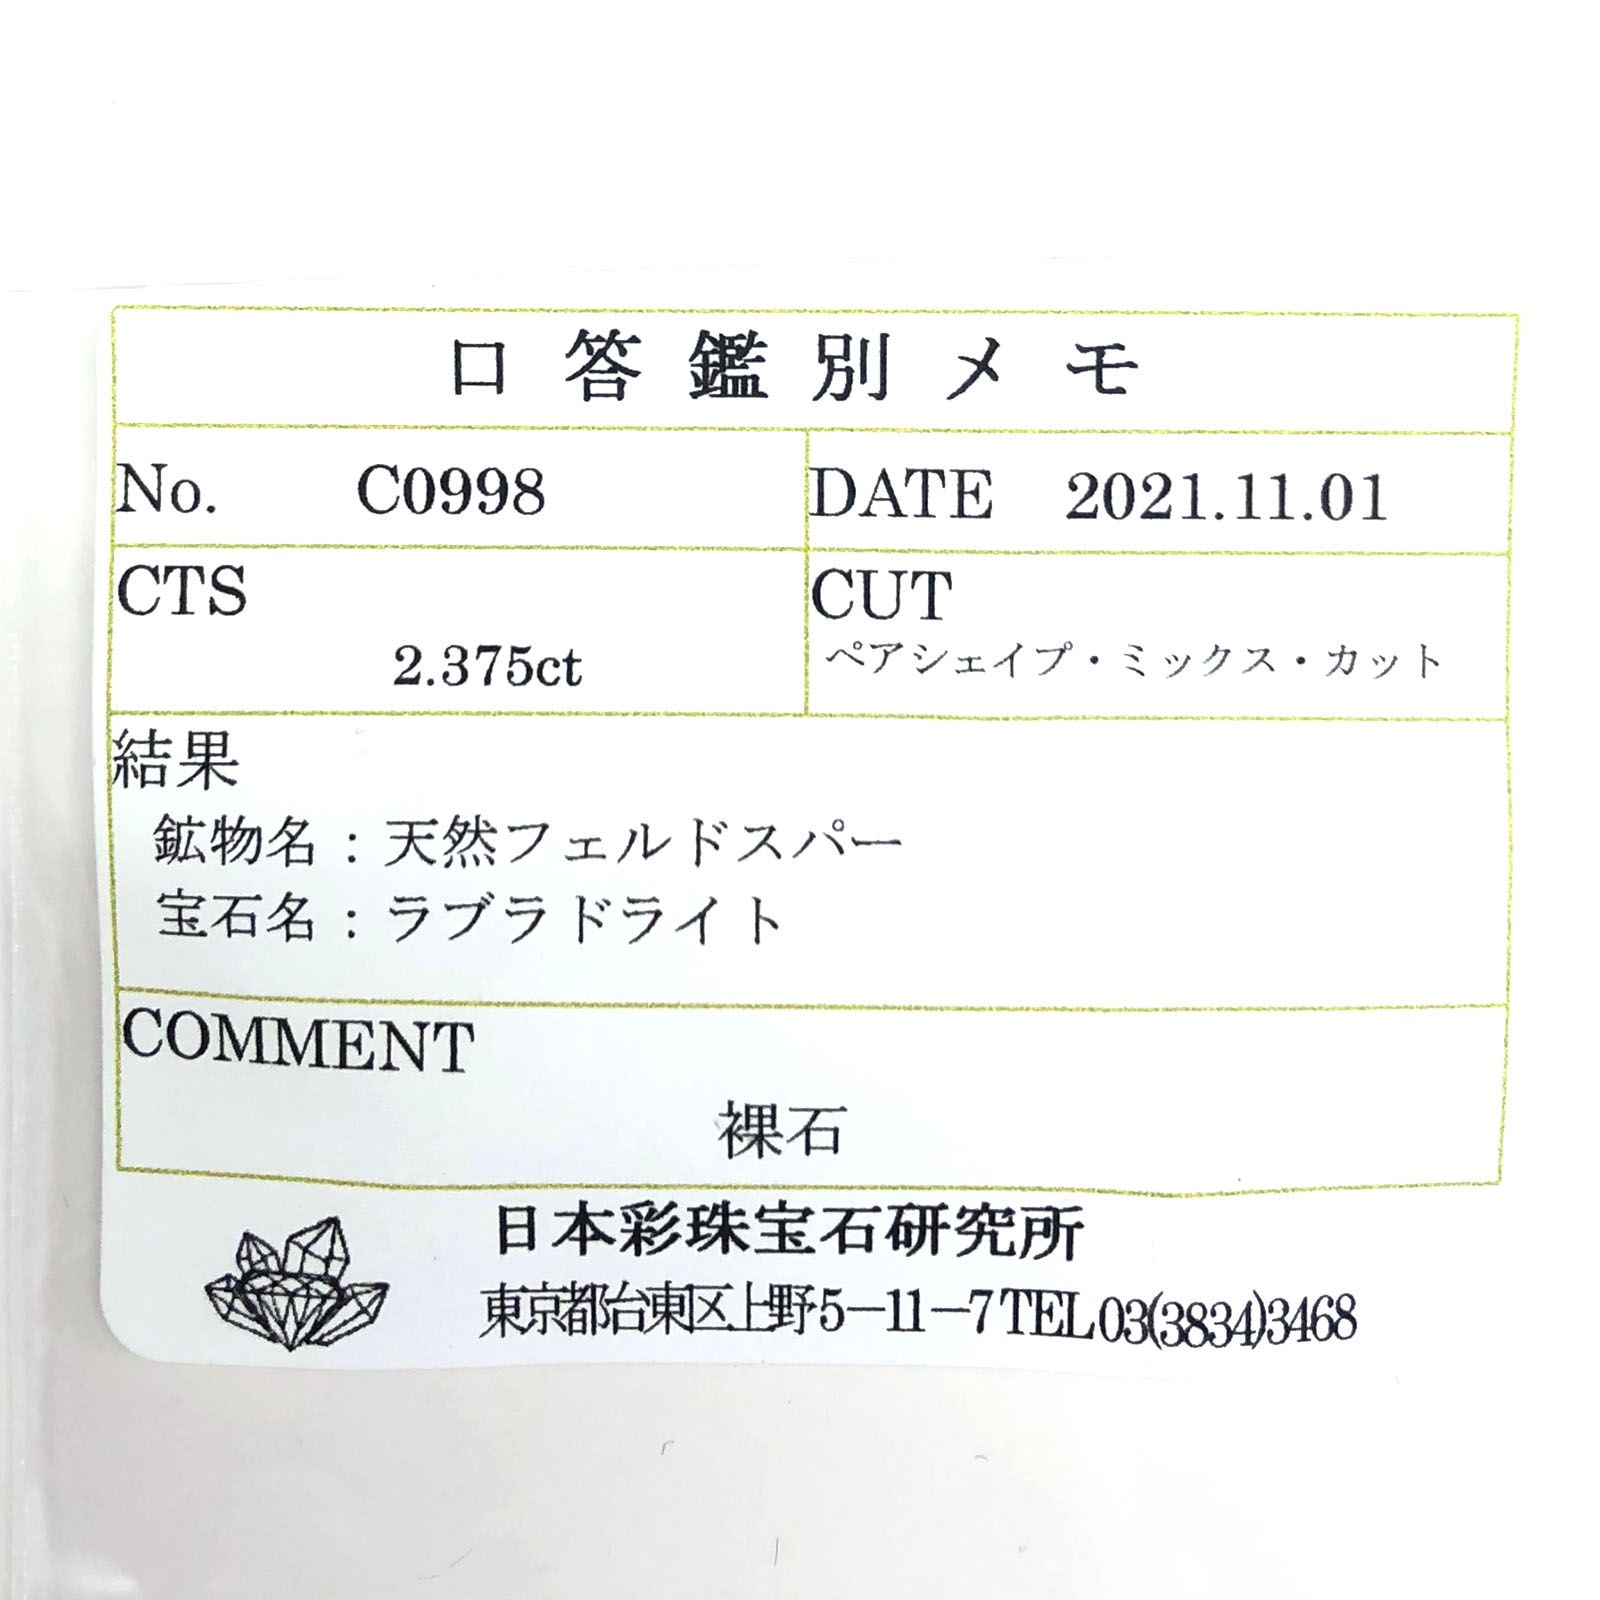 口答鑑別メモ
No. C0998
DATE 2021.11.01
CTS
2.375ct
CUT
ペアシェイプ・ミックス・カット
結果
鉱物名：天然フェルドスパー
宝石名：ラブラドライト
COMMENT
裸石
日本彩珠宝石研究所
東京都台東区上野5－11－7 TEL 03(3834)3468